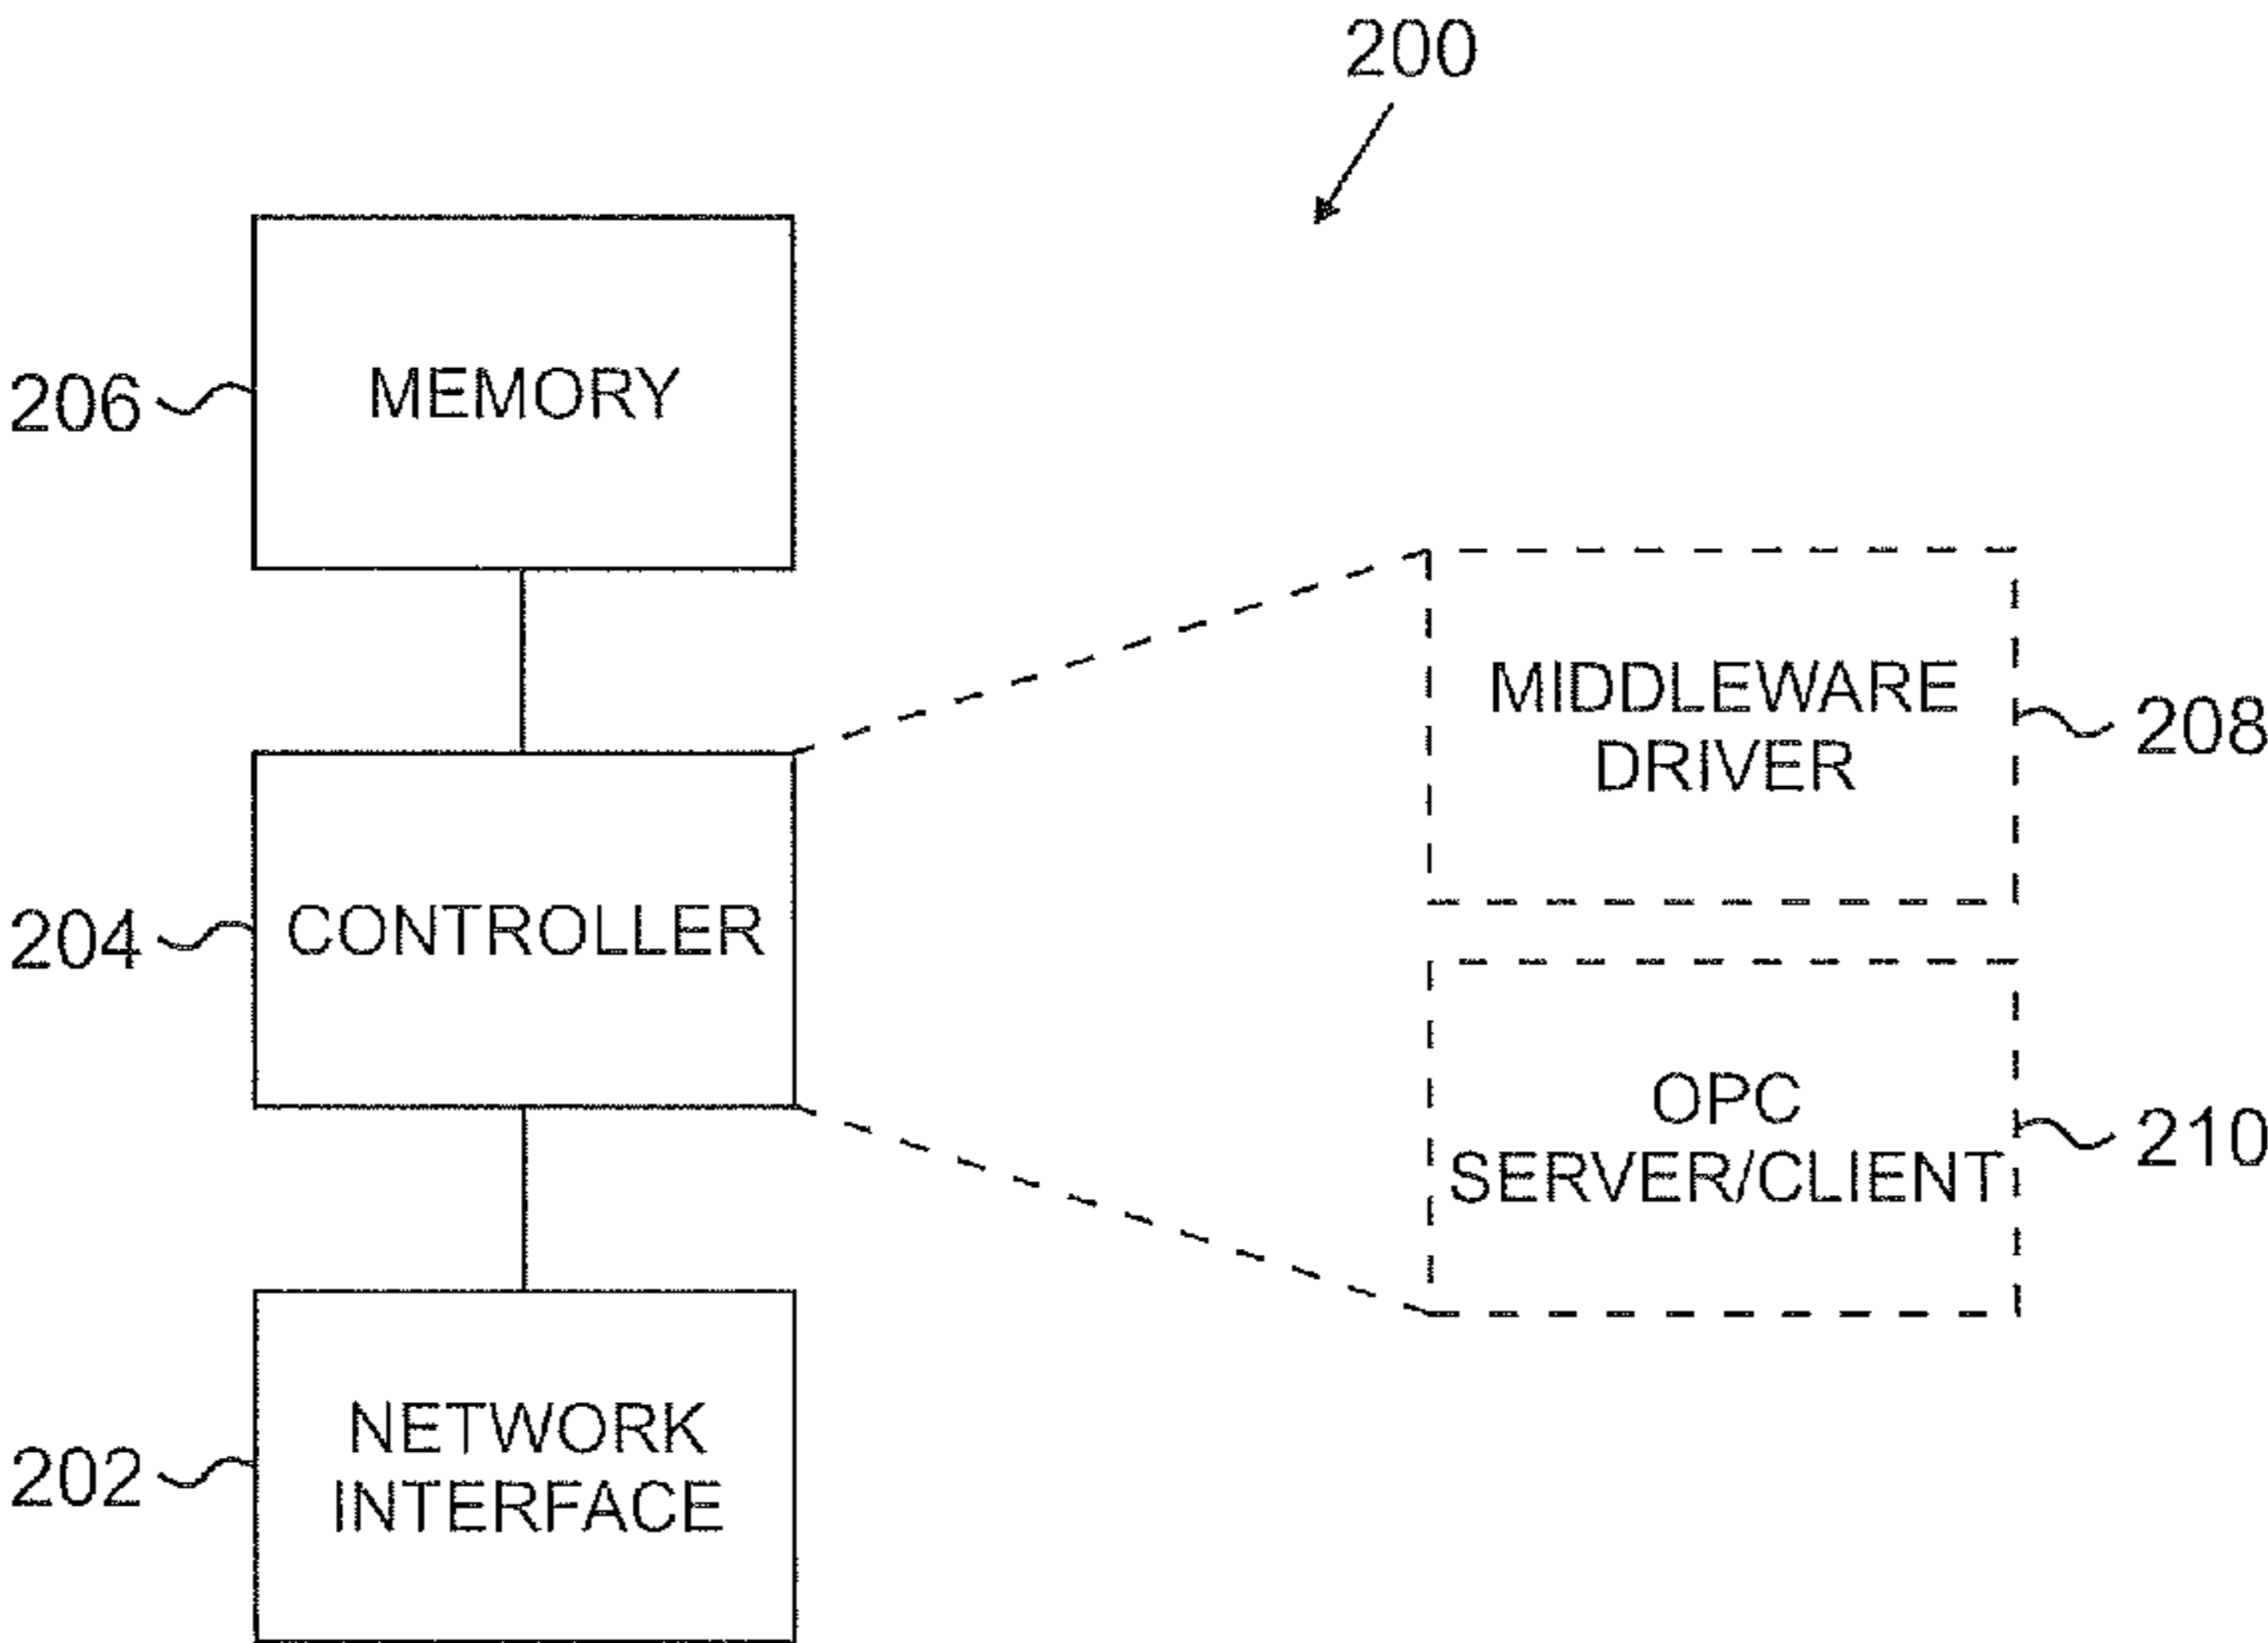 200
MEMORY
206
MIDDLEWARE
DRIVER
208
CONTROLLER
204
OPC
SERVER/CLIENT
210
NETWORK
INTERFACE
202